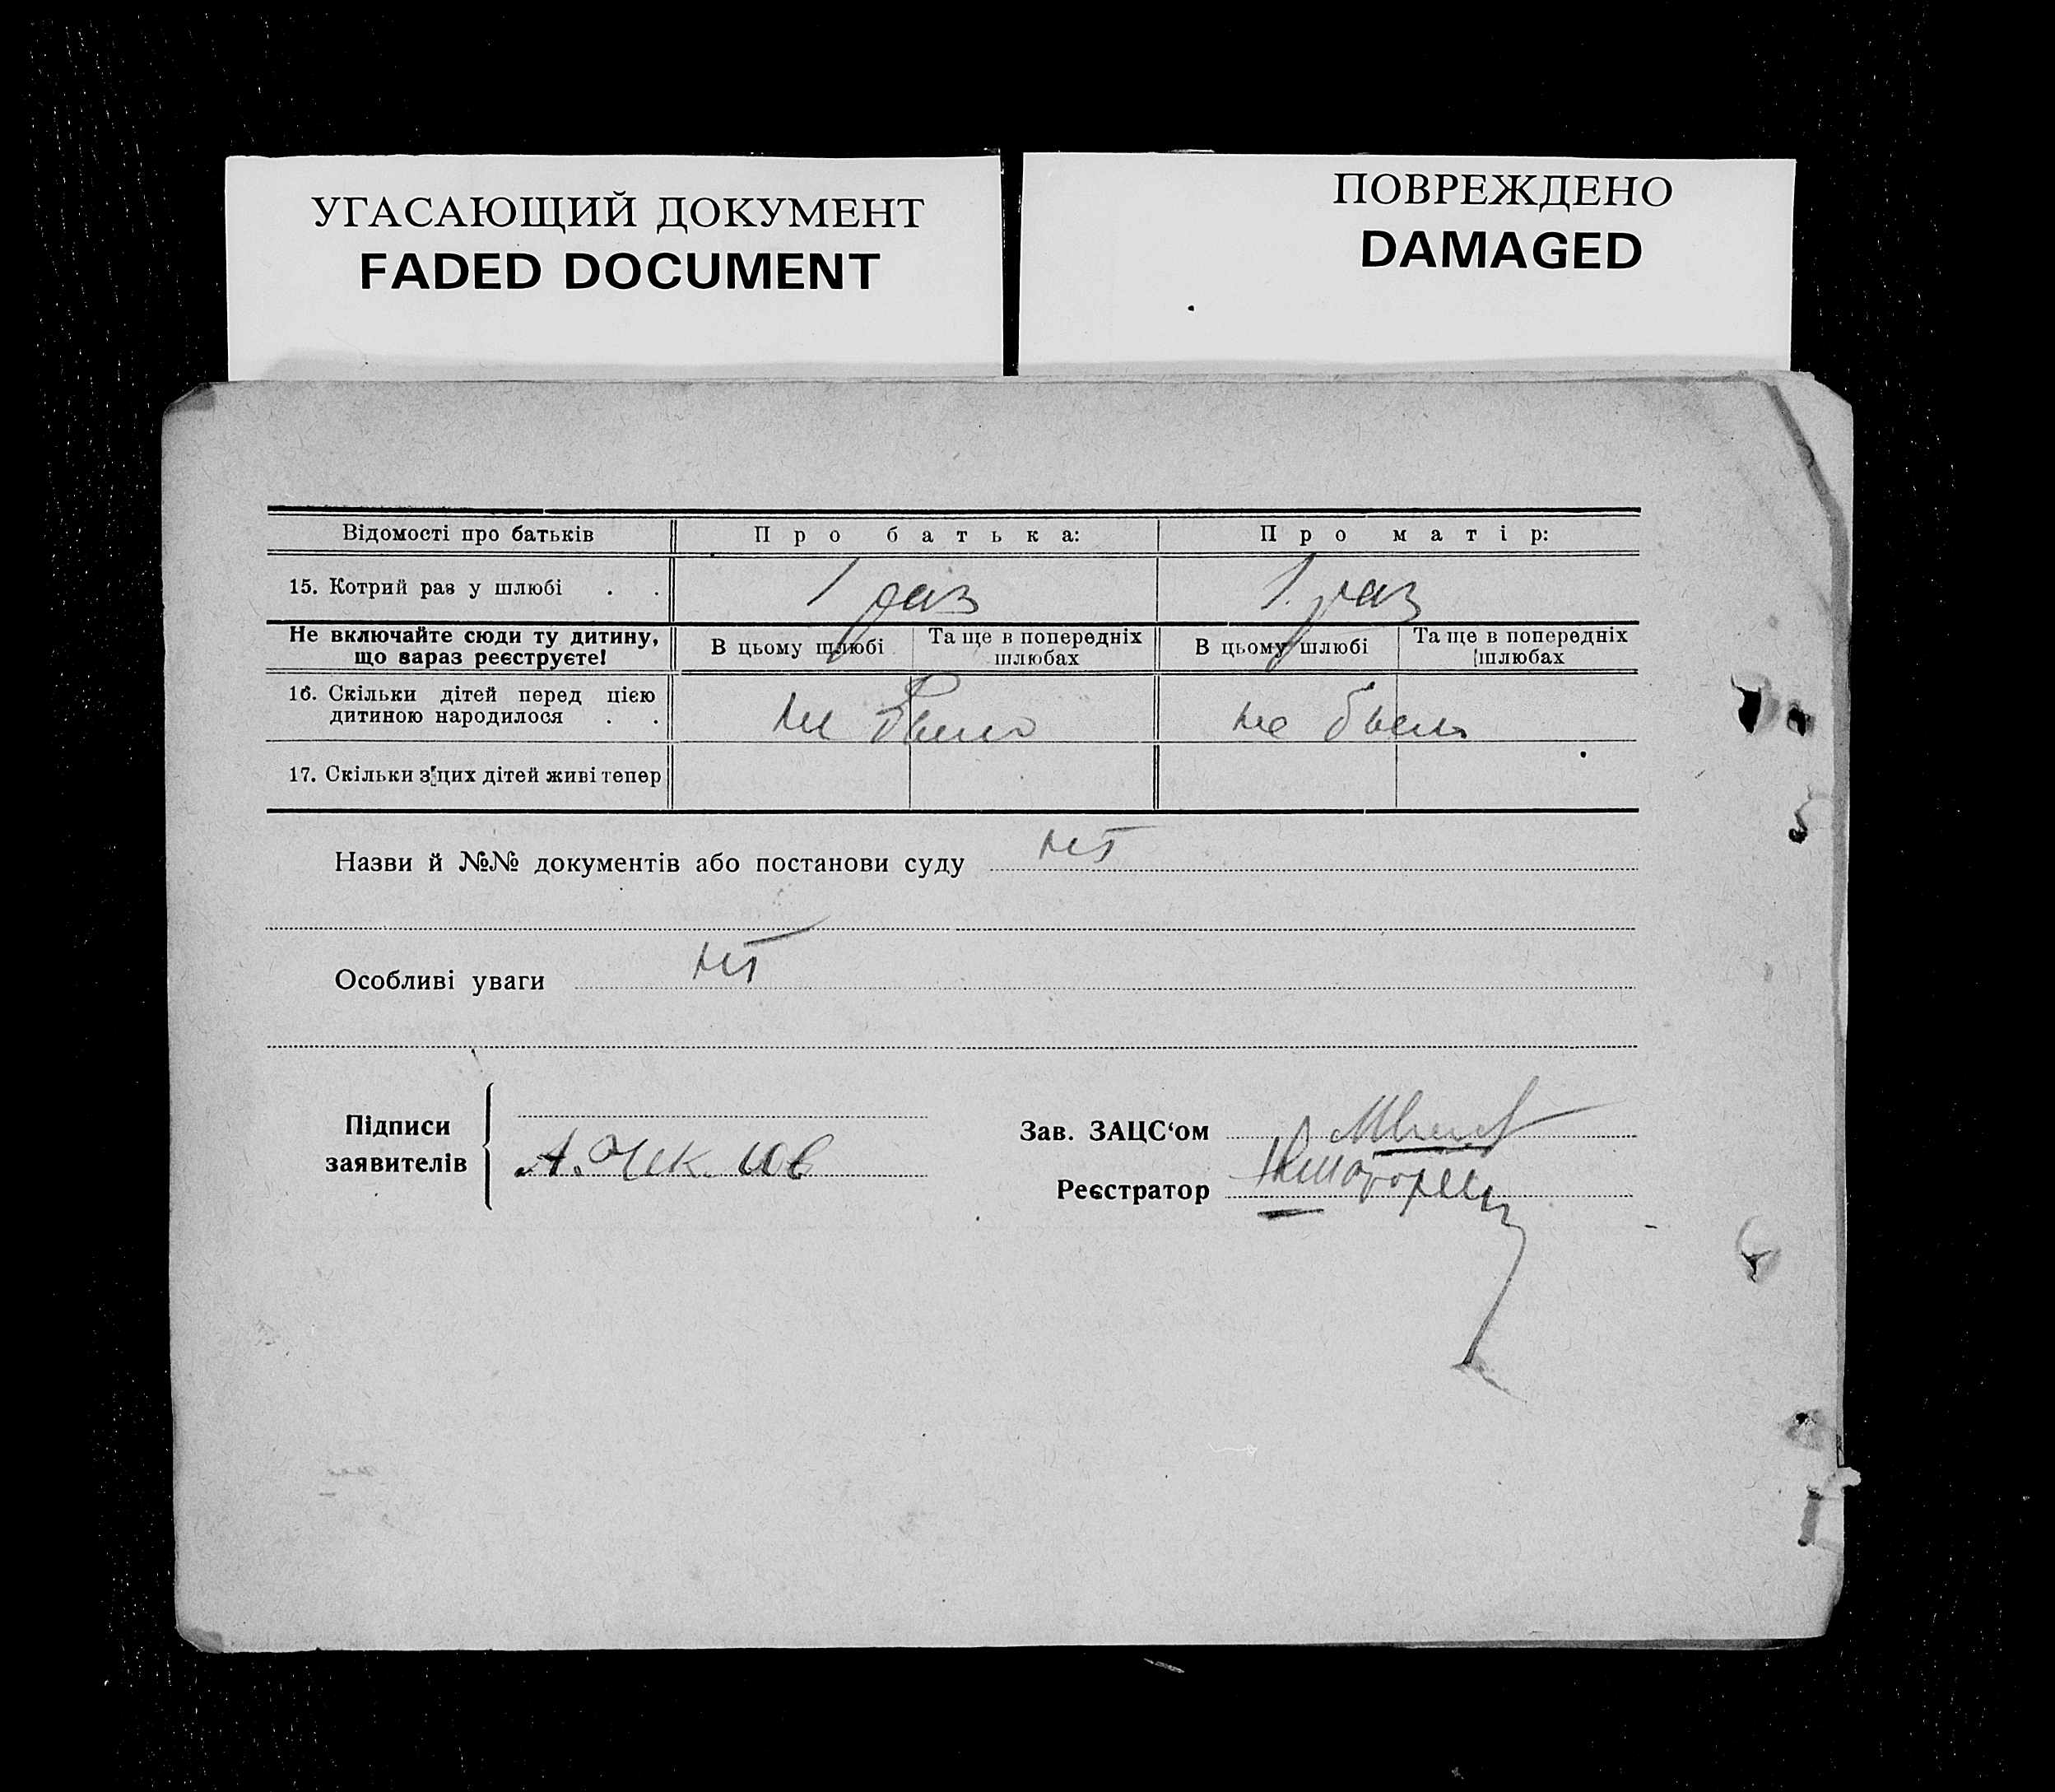 УГАСАЮЩИЙ ДОКУМЕНТ
FADED DOCUMENT
ПОВРЕЖДЕНО
DAMAGED
Відомості про батьків Про батька: Про матір:
15. Котрий раз у шлюбі . . 1 раз 1. раз
Не включайте сюди ту дитину, що зараз реєструєте! В цьому шлюбі Та ще в попередніх шлюбах В цьому шлюбі Та ще в попередніх шлюбах
16. Скільки дітей перед цією
дитиною народилося . . не было не было
17. Скільки з цих дітей живі тепер
Назви й №№ документів або постанови суду нет
Особливі уваги нет
Підписи
заявителів
А.
Зав. ЗАЦС‘ом
Реєстратор